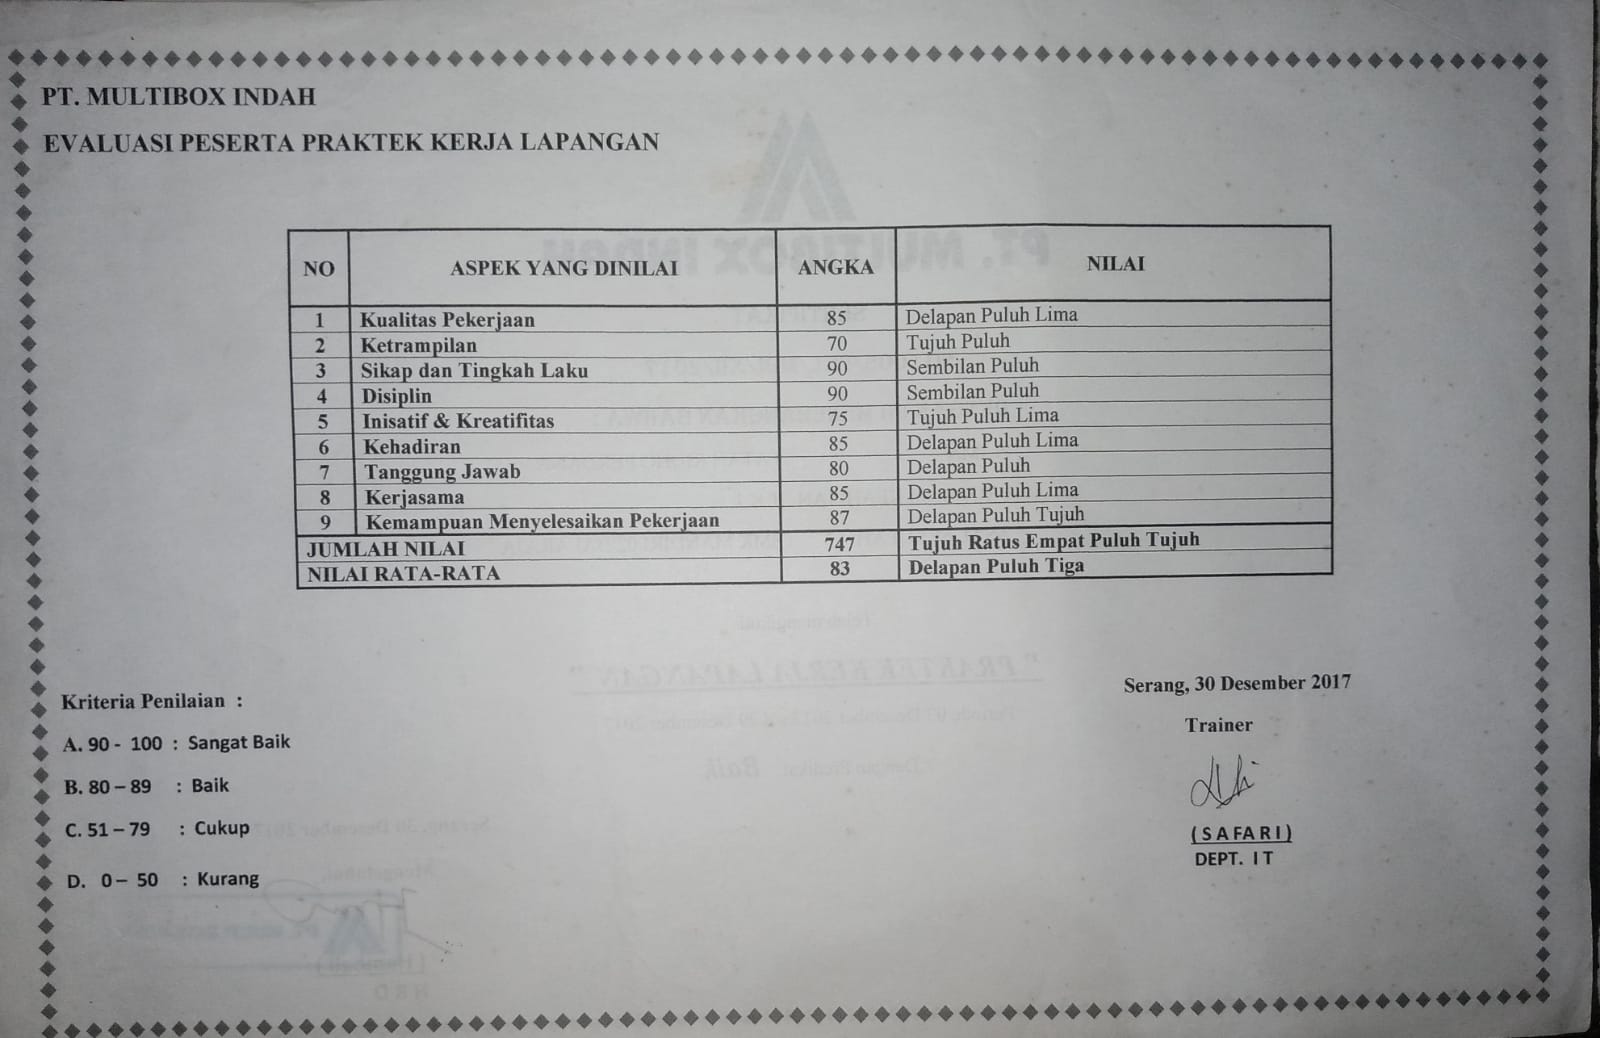 PT. MULTIBOX INDAH
EVALUASI PESERTA PRAKTEK KERJA LAPANGAN
NO ASPEK YANG DINILAI ANGKA NILAI
1 Kualitas Pekerjaan 85 Delapan Puluh Lima
2 Ketrampilan 70 Tujuh Puluh
3 Sikap dan Tingkah Laku 90 Sembilan Puluh
4 Disiplin 90 Sembilan Puluh
5 Inisatif & Kreatifitas 75 Tujuh Puluh Lima
6 Kehadiran 85 Delapan Puluh Lima
7 Tanggung Jawab 80 Delapan Puluh
8 Kerjasama 85 Delapan Puluh Lima
9 Kemampuan Menyelesaikan Pekerjaan 87 Delapan Puluh Tujuh
JUMLAH NILAI 747 Tujuh Ratus Empat Puluh Tujuh
NILAI RATA-RATA 83 Delapan Puluh Tiga
Kriteria Penilaian :
A. 90 - 100 : Sangat Baik
B. 80 – 89 : Baik
C. 51 – 79 : Cukup
D. 0 – 50 : Kurang
Serang, 30 Desember 2017
Trainer
( S A F A R I )
DEPT. I T